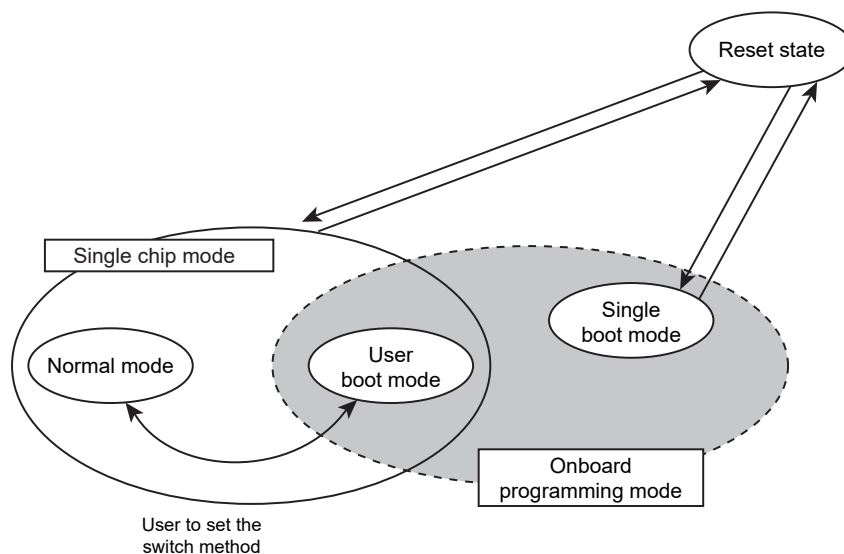 Reset state
Single chip mode
Single
boot mode
Normal mode
User
boot mode
Onboard
programming mode
User to set the
switch method